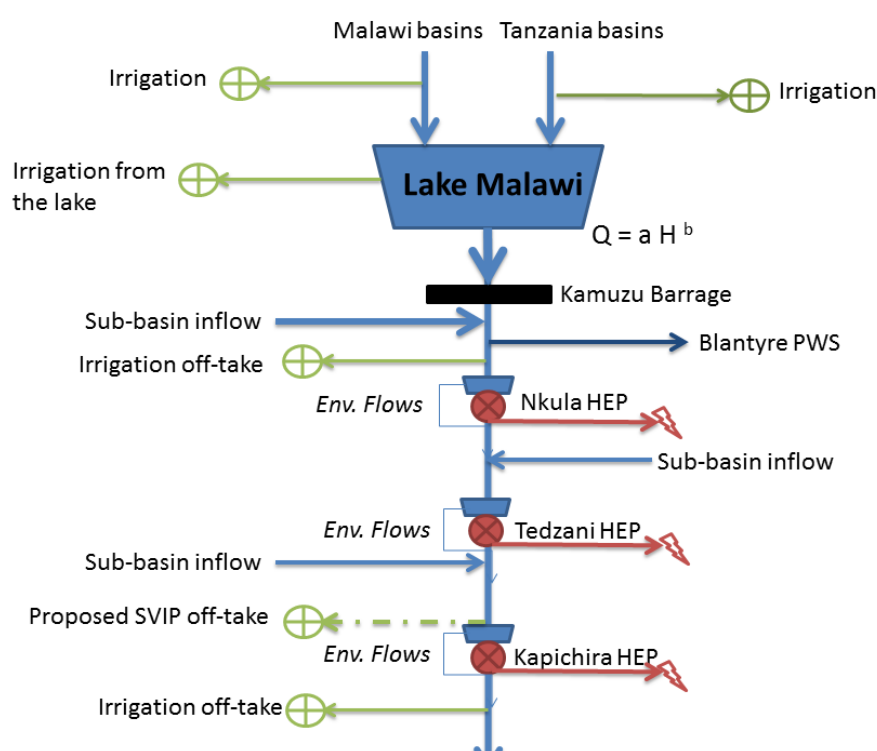 Malawi basins
Tanzania basins
Irrigation
Irrigation
Irrigation from
the lake
Lake Malawi
Q = a H b
Kamuzu Barrage
Sub-basin inflow
Blantyre PWS
Irrigation off-take
Env. Flows
Nkula HEP
Sub-basin inflow
Env. Flows
Tedzani HEP
Sub-basin inflow
Proposed SVIP off-take
Env. Flows
Kapichira HEP
Irrigation off-take